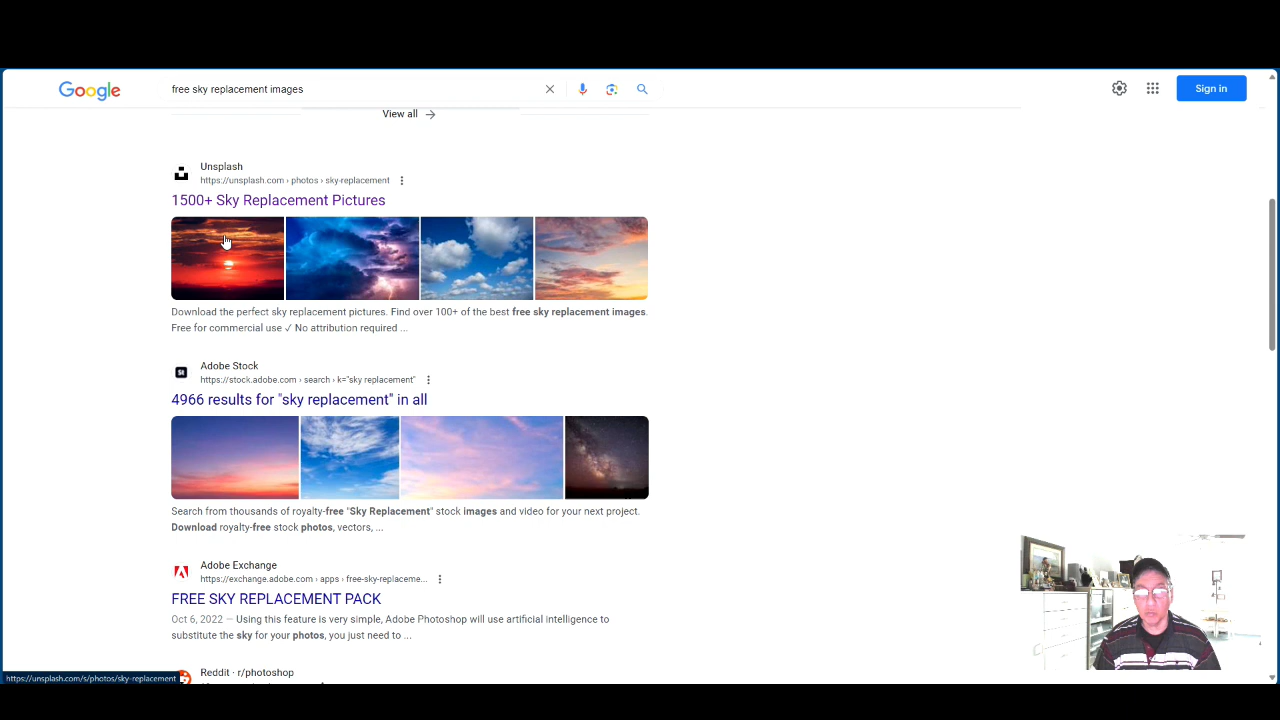 Google
free sky replacement images
Sign in
View all
Unsplash
https://unsplash.com › photos › sky-replacement
1500+ Sky Replacement Pictures
Download the perfect sky replacement pictures. Find over 100+ of the best free sky replacement images.
Free for commercial use ✓ No attribution required ...
Adobe Stock
St
https://stock.adobe.com › search › k="sky replacement"
4966 results for "sky replacement" in all
Search from thousands of royalty-free "Sky Replacement" stock images and video for your next project.
Download royalty-free stock photos, vectors, ...
Adobe Exchange
https://exchange.adobe.com › apps › free-sky-replaceme...
FREE SKY REPLACEMENT PACK
Oct 6, 2022 — Using this feature is very simple, Adobe Photoshop will use artificial intelligence to
substitute the sky for your photos, you just need to ...
Reddit · r/photoshop
https://unsplash.com/s/photos/sky-replacement